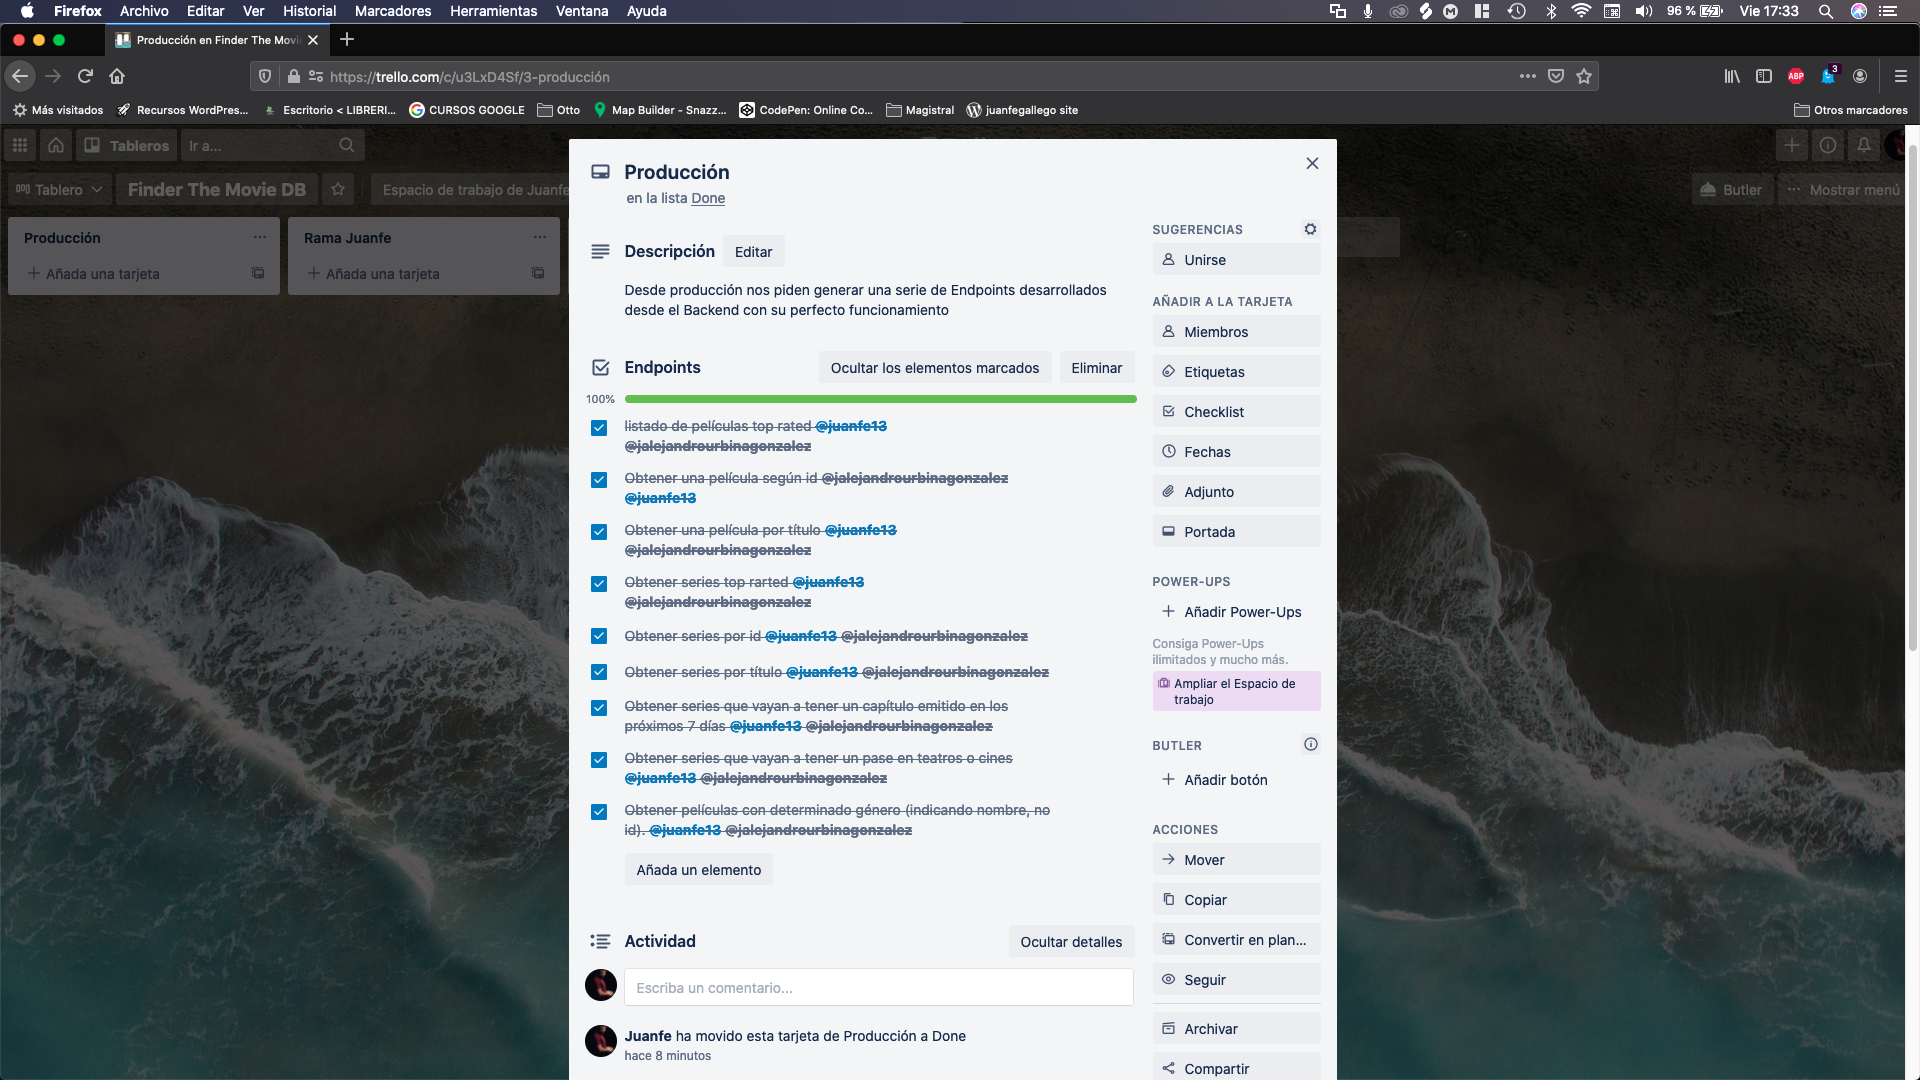 Firefox Archivo Editar Ver Historial Marcadores Herramientas Ventana Ayuda 96 % Vie 17:33
Producción en Finder The Movi
https://trello.com/c/u3LxD4Sf/3-producción
ABP
3
Más visitados Recursos WordPres... Escritorio < LIBRERI... CURSOS GOOGLE Otto Map Builder - Snazz... CodePen: Online Co... Magistral juanfegallego site Otros marcadores
Tableros Ir a...
Tablero Finder The Movie DB Espacio de trabajo de Juanfe Butler Mostrar menú
Producción
Añada una tarjeta
Rama Juanfe
Añada una tarjeta
Producción
en la lista Done
Descripción Editar
Desde producción nos piden generar una serie de Endpoints desarrollados
desde el Backend con su perfecto funcionamiento
Endpoints Ocultar los elementos marcados Eliminar
100%
listado de películas top rated @juanfe13
@jalejandrourbinagonzalez
Obtener una película según id @jalejandrourbinagonzalez
@juanfe13
Obtener una película por título @juanfe13
@jalejandrourbinagonzalez
Obtener series top rarted @juanfe13
@jalejandrourbinagonzalez
Obtener series por id @juanfe13 @jalejandrourbinagonzalez
Obtener series por título @juanfe13 @jalejandrourbinagonzalez
Obtener series que vayan a tener un capítulo emitido en los
próximos 7 días @juanfe13 @jalejandrourbinagonzalez
Obtener series que vayan a tener un pase en teatros o cines
@juanfe13 @jalejandrourbinagonzalez
Obtener películas con determinado género (indicando nombre, no
id). @juanfe13 @jalejandrourbinagonzalez
Añada un elemento
Actividad Ocultar detalles
Escriba un comentario...
Juanfe ha movido esta tarjeta de Producción a Done
hace 8 minutos
SUGERENCIAS
Unirse
AÑADIR A LA TARJETA
Miembros
Etiquetas
Checklist
Fechas
Adjunto
Portada
POWER-UPS
Añadir Power-Ups
Consiga Power-Ups
ilimitados y mucho más.
Ampliar el Espacio de
trabajo
BUTLER
Añadir botón
ACCIONES
Mover
Copiar
Convertir en plan...
Seguir
Archivar
Compartir